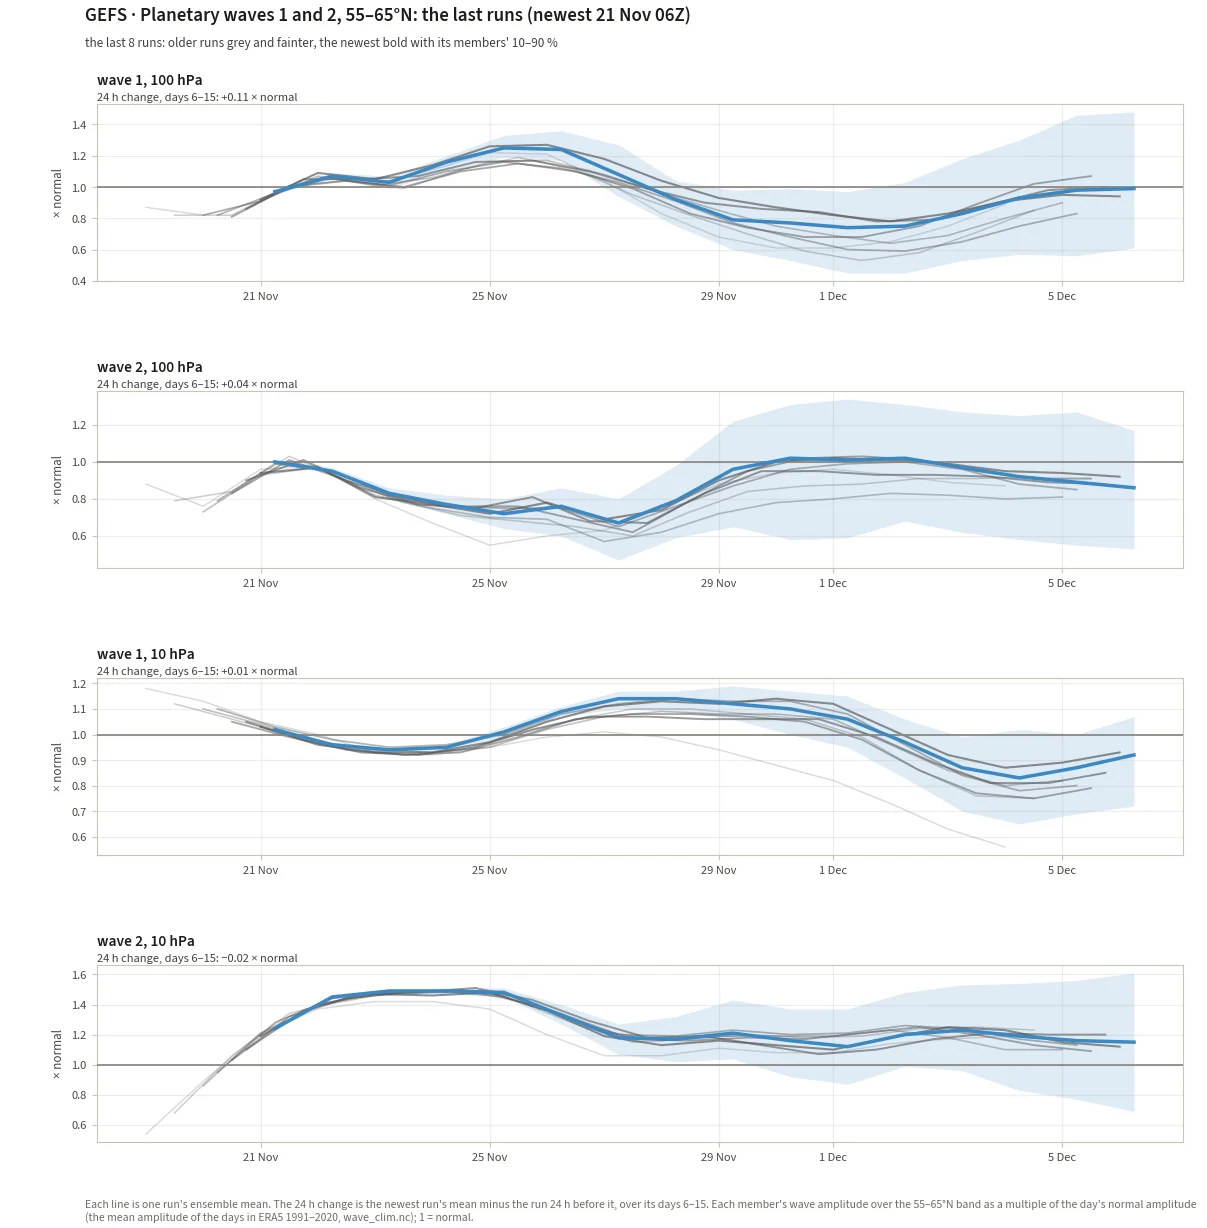 GEFS · Planetary waves 1 and 2, 55–65°N: the last runs (newest 21 Nov 06Z)
the last 8 runs: older runs grey and fainter, the newest bold with its members' 10–90 %
wave 1, 100 hPa
24 h change, days 6–15: +0.11 × normal
× normal
1.4
1.2
1.0
0.8
0.6
0.4
21 Nov
25 Nov
29 Nov
1 Dec
5 Dec
wave 2, 100 hPa
24 h change, days 6–15: +0.04 × normal
× normal
1.2
1.0
0.8
0.6
21 Nov
25 Nov
29 Nov
1 Dec
5 Dec
wave 1, 10 hPa
24 h change, days 6–15: +0.01 × normal
× normal
1.2
1.1
1.0
0.9
0.8
0.7
0.6
21 Nov
25 Nov
29 Nov
1 Dec
5 Dec
wave 2, 10 hPa
24 h change, days 6–15: −0.02 × normal
× normal
1.6
1.4
1.2
1.0
0.8
0.6
21 Nov
25 Nov
29 Nov
1 Dec
5 Dec
Each line is one run's ensemble mean. The 24 h change is the newest run's mean minus the run 24 h before it, over its days 6–15. Each member's wave amplitude over the 55–65°N band as a multiple of the day's normal amplitude
(the mean amplitude of the days in ERA5 1991–2020, wave_clim.nc); 1 = normal.